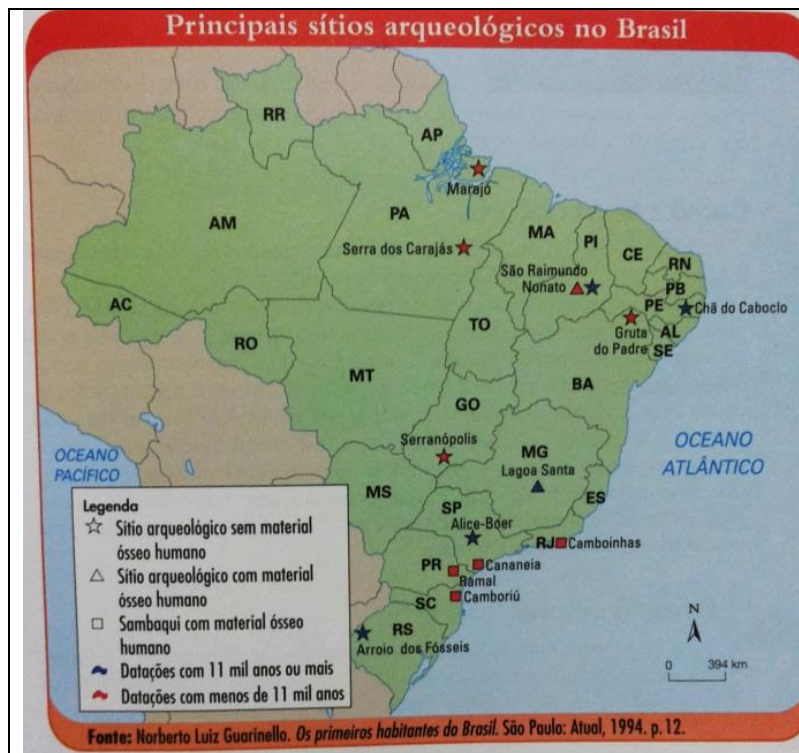 Principais sítios arqueológicos no Brasil
RR
AP
Marajó
AM
PA
MA
PI
CE
RN
Serra dos Carajás
São Raimundo
Nonato
PB
PE
Chã do Caboclo
AC
TO
Gruta
do Padre
AL
SE
RO
MT
BA
GO
Serranópolis
MG
Lagoa Santa
OCEANO
PACÍFICO
OCEANO
ATLÂNTICO
MS
ES
SP
Alice-Boer
RJ
Camboinhas
PR
Cananeia
Ramal
SC
Camboriú
RS
Arroio dos Fósseis
Legenda
Sítio arqueológico sem material
ósseo humano
Sítio arqueológico com material
ósseo humano
Sambaqui com material ósseo
humano
Datações com 11 mil anos ou mais
Datações com menos de 11 mil anos
N
0 394 km
Fonte: Norberto Luiz Guarinello. Os primeiros habitantes do Brasil. São Paulo: Atual, 1994. p.12.